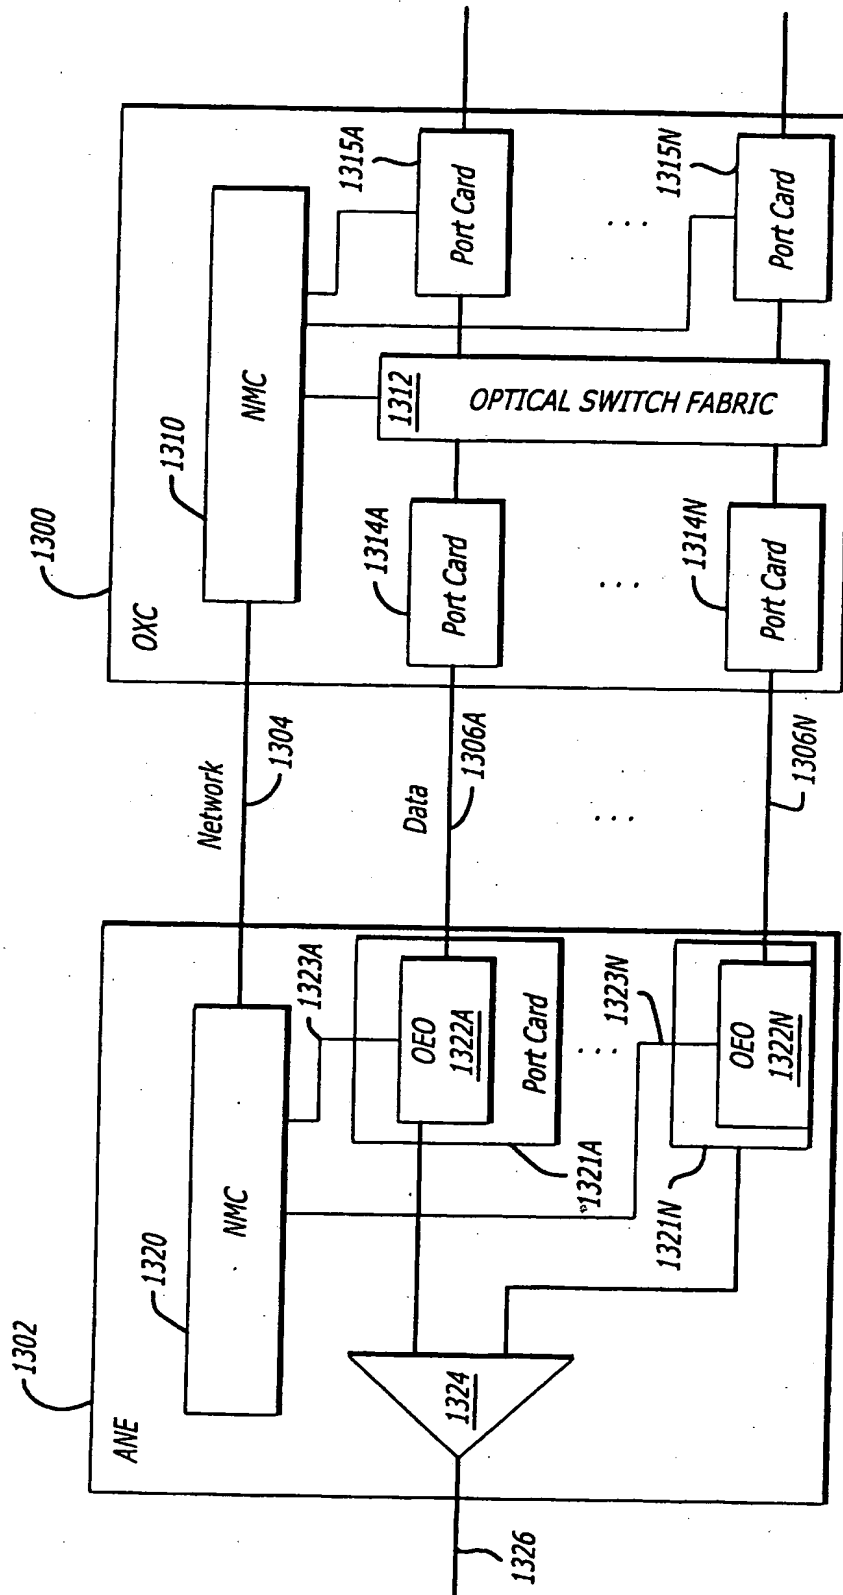 1302
ANE
1320
NMC
1323A
OEO
1322A
Port Card
1321A
. . .
1323N
OEO
1322N
1321N
1324
1326
Network
1304
Data
1306A
. . .
1306N
1300
OXC
1310
NMC
1314A
Port Card
. . .
1314N
Port Card
1312
OPTICAL SWITCH FABRIC
1315A
Port Card
. . .
1315N
Port Card